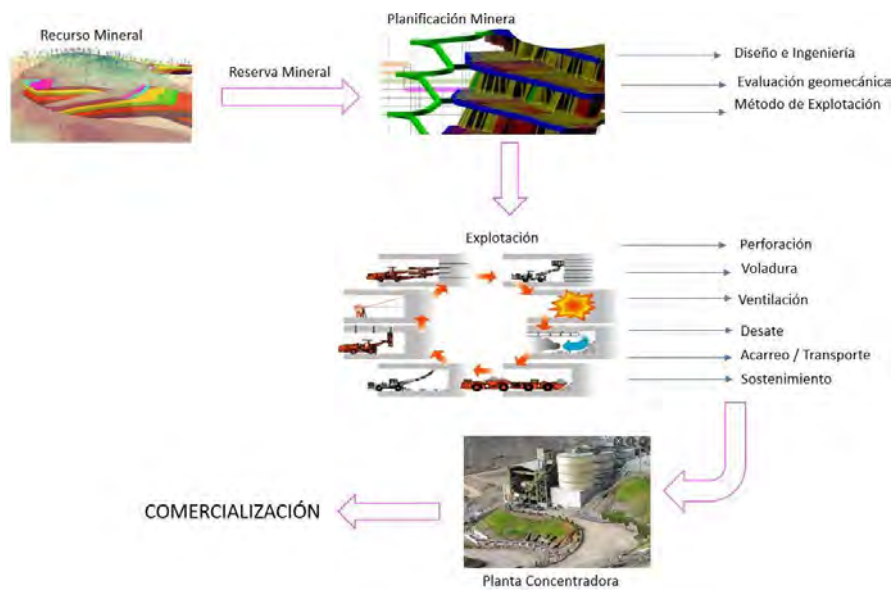 Planificación Minera
Recurso Mineral
Reserva Mineral
Diseño e Ingeniería
Evaluación geomecánica
Método de Explotación
Explotación
Perforación
Voladura
Ventilación
Desate
Acarreo / Transporte
Sostenimiento
COMERCIALIZACIÓN
Planta Concentradora